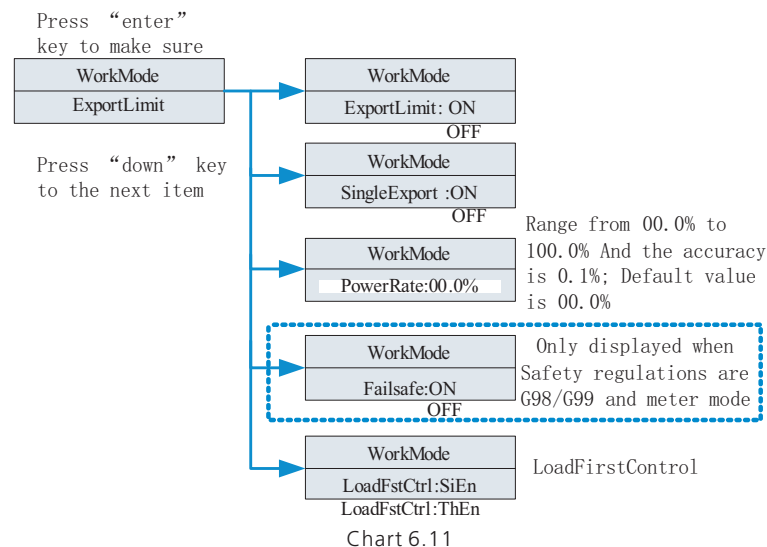 Press “enter”
key to make sure
WorkMode
ExportLimit
Press “down” key
to the next item
WorkMode
ExportLimit: ON
OFF
WorkMode
SingleExport :ON
OFF
WorkMode
PowerRate:00.0%
Range from 00.0% to
100.0% And the accuracy
is 0.1%; Default value
is 00.0%
WorkMode
Failsafe:ON
OFF
Only displayed when
Safety regulations are
G98/G99 and meter mode
WorkMode
LoadFstCtrl:SiEn
LoadFstCtrl:ThEn
LoadFirstControl
Chart 6.11